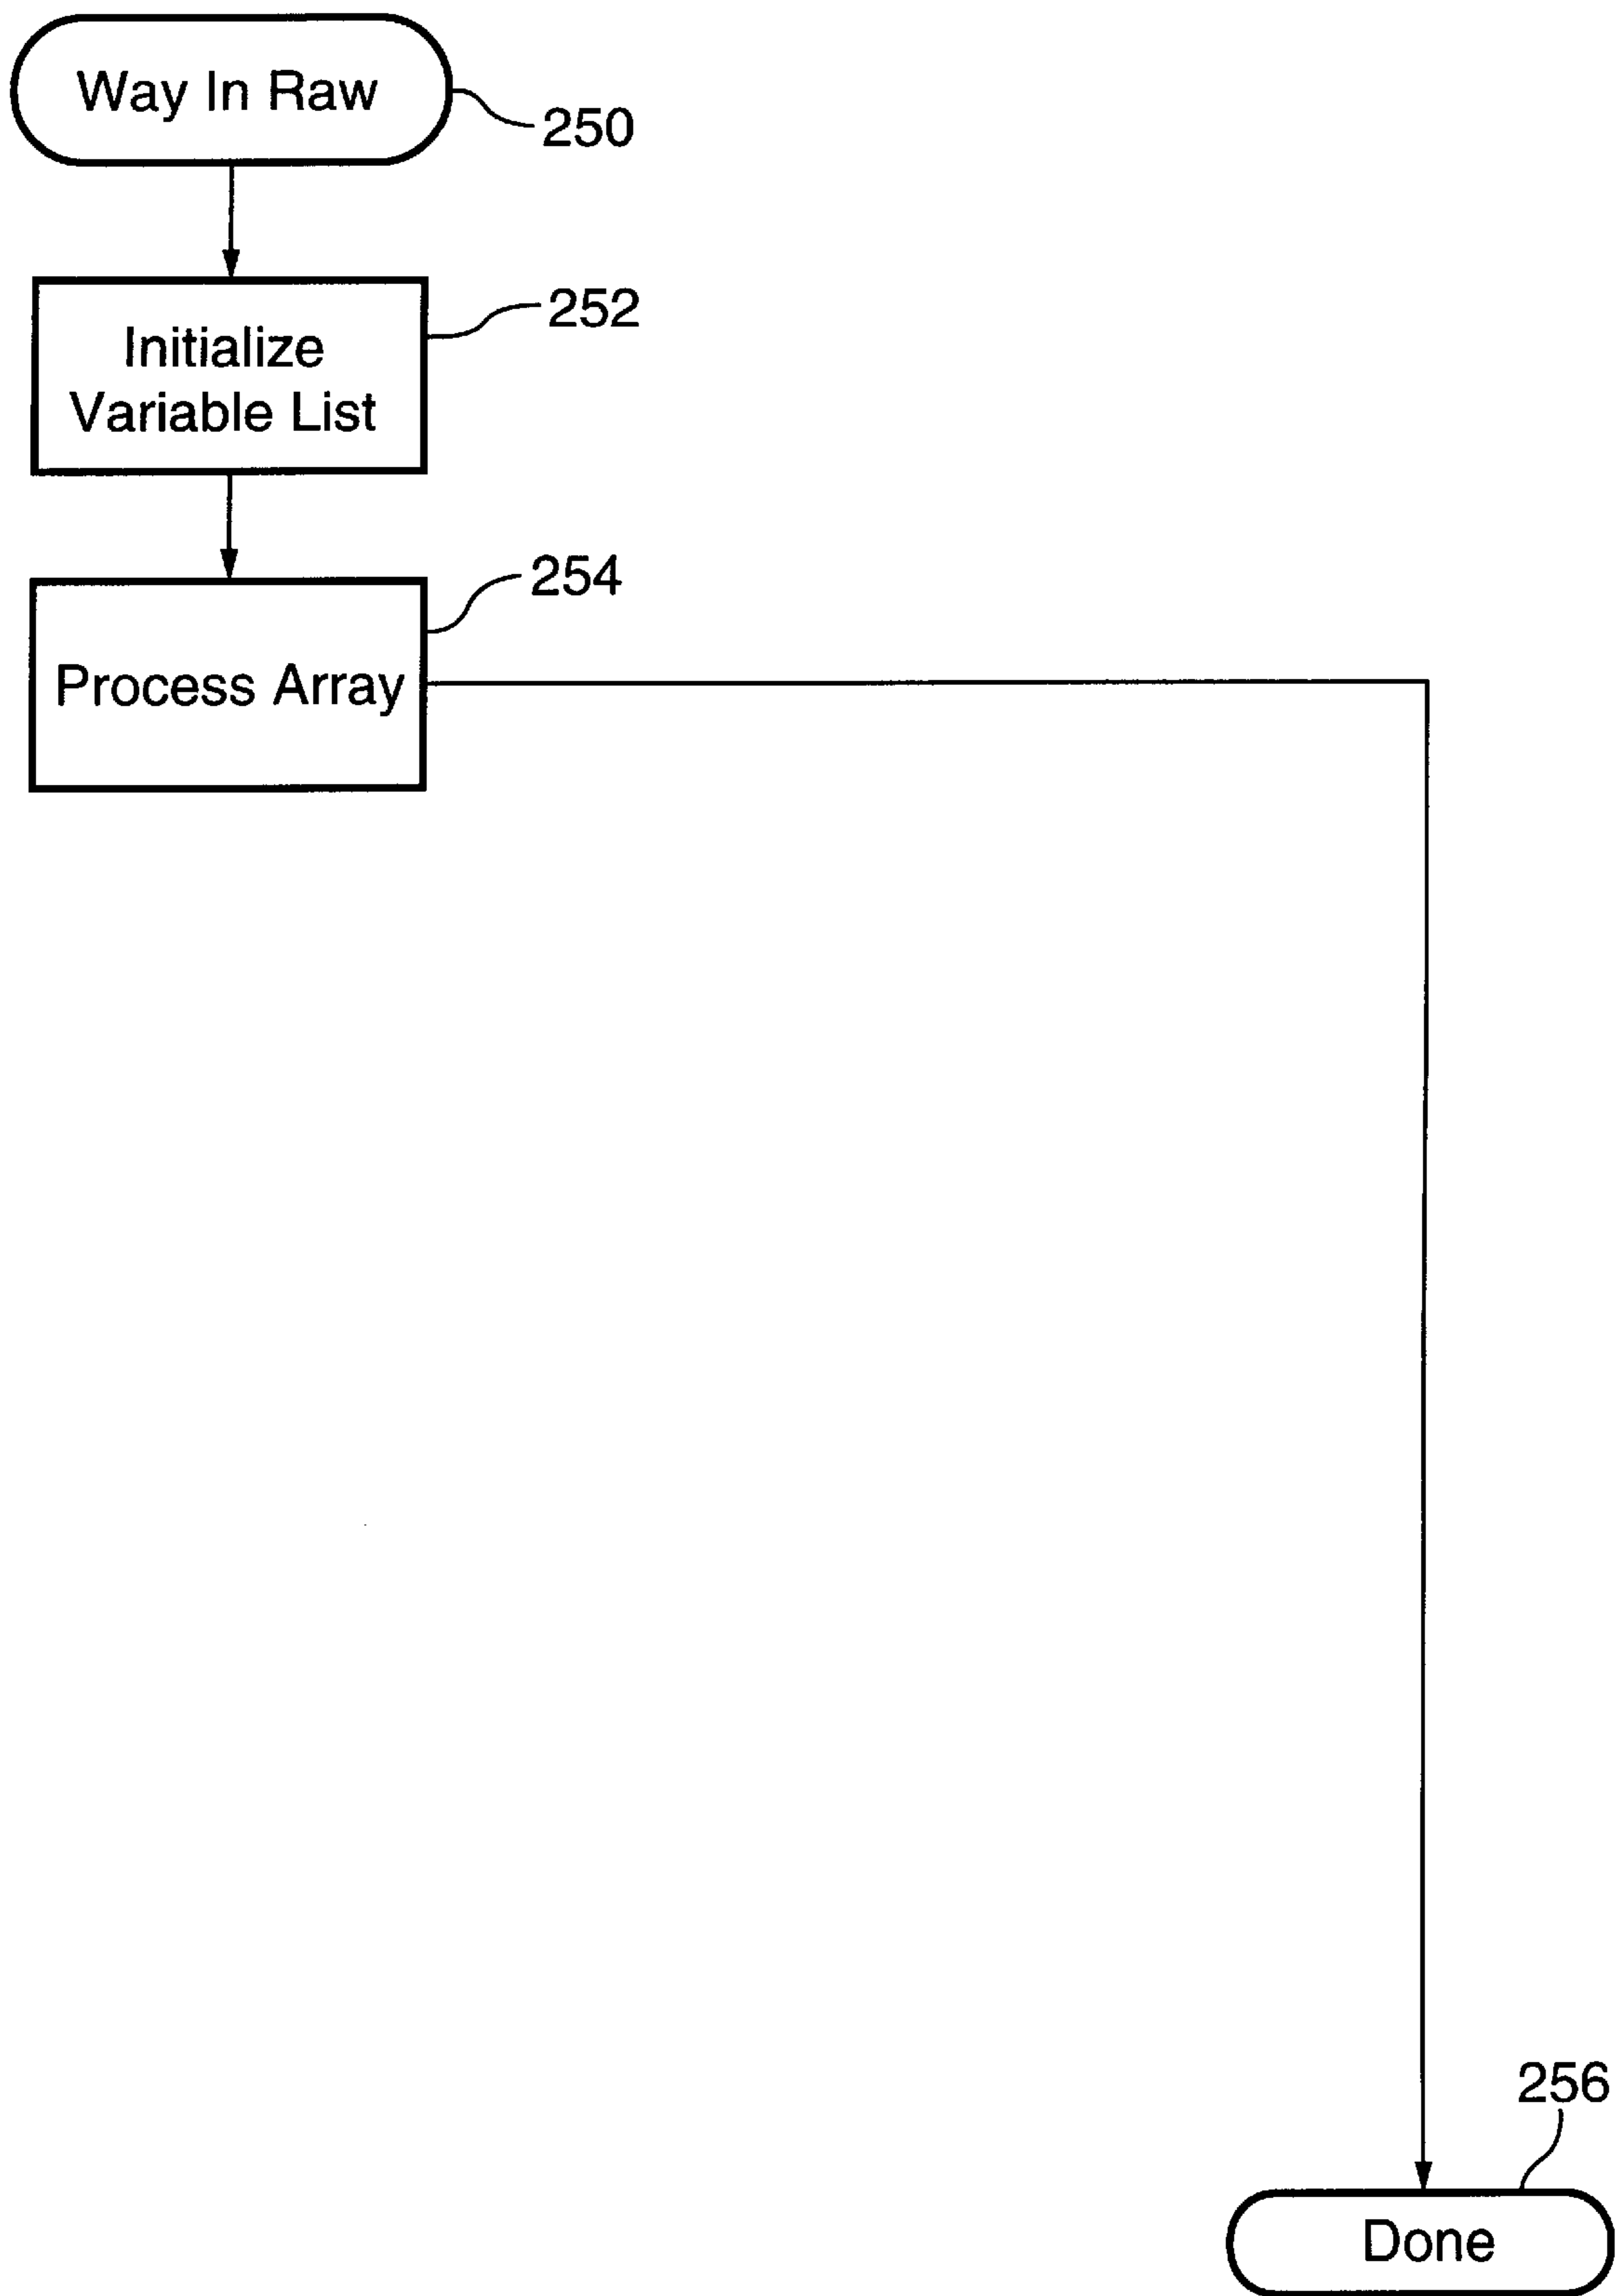 Way In Raw
250
Initialize
Variable List
252
254
Process Array
256
Done